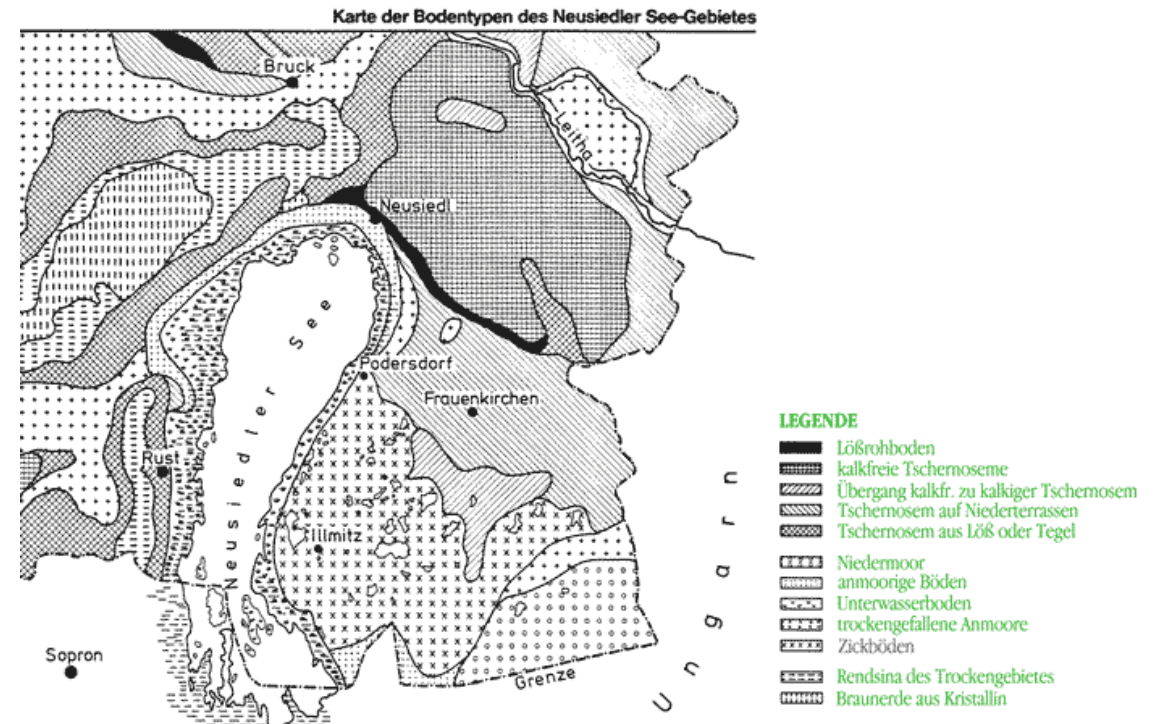 Karte der Bodentypen des Neusiedler See-Gebietes
Bruck
Leitha
Neusiedl
Neusiedler See
Podersdorf
Frauenkirchen
Rust
Illmitz
Sopron
Grenze
Ungarn
LEGENDE
Lößrohboden
kalkfreie Tschernoseme
Übergang kalkfr. zu kalkiger Tschernosem
Tschernosem auf Niederterrassen
Tschernosem aus Löß oder Tegel
Niedermoor
anmoorige Böden
Unterwasserboden
trockengefallene Anmoore
Zickböden
Rendsina des Trockengebietes
Braunerde aus Kristallin